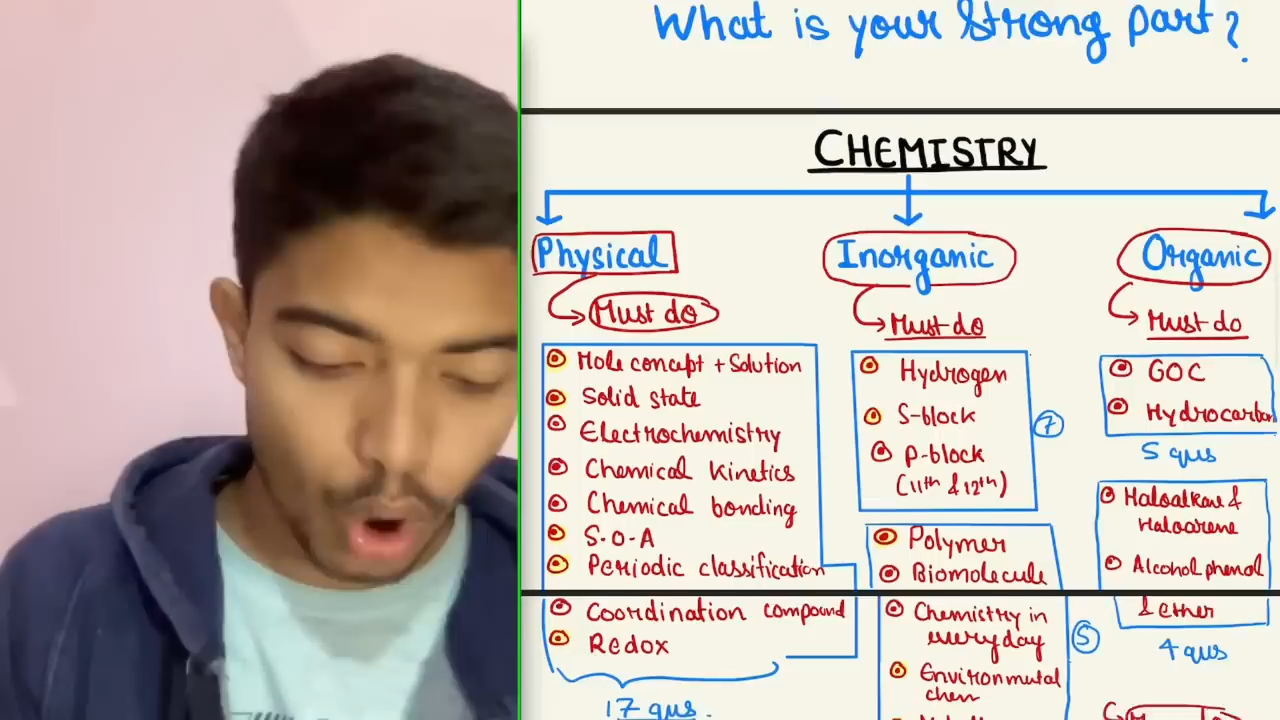 What is your Strong part?
CHEMISTRY
Physical
Must do
Mole concept + Solution
Solid state
Electrochemistry
Chemical kinetics
Chemical bonding
S.O.A
Periodic classification
Coordination compound
Redox
17 qus.
Inorganic
Must do
Hydrogen
S-block
P-block
(11th & 12th)
7
Polymer
Biomolecule
Chemistry in
everyday
Environmental
chem
5
Organic
Must do
GOC
Hydrocarbon
5 qus
Haloalkane &
Haloarene
Alcohol phenol
& ether
4 qus